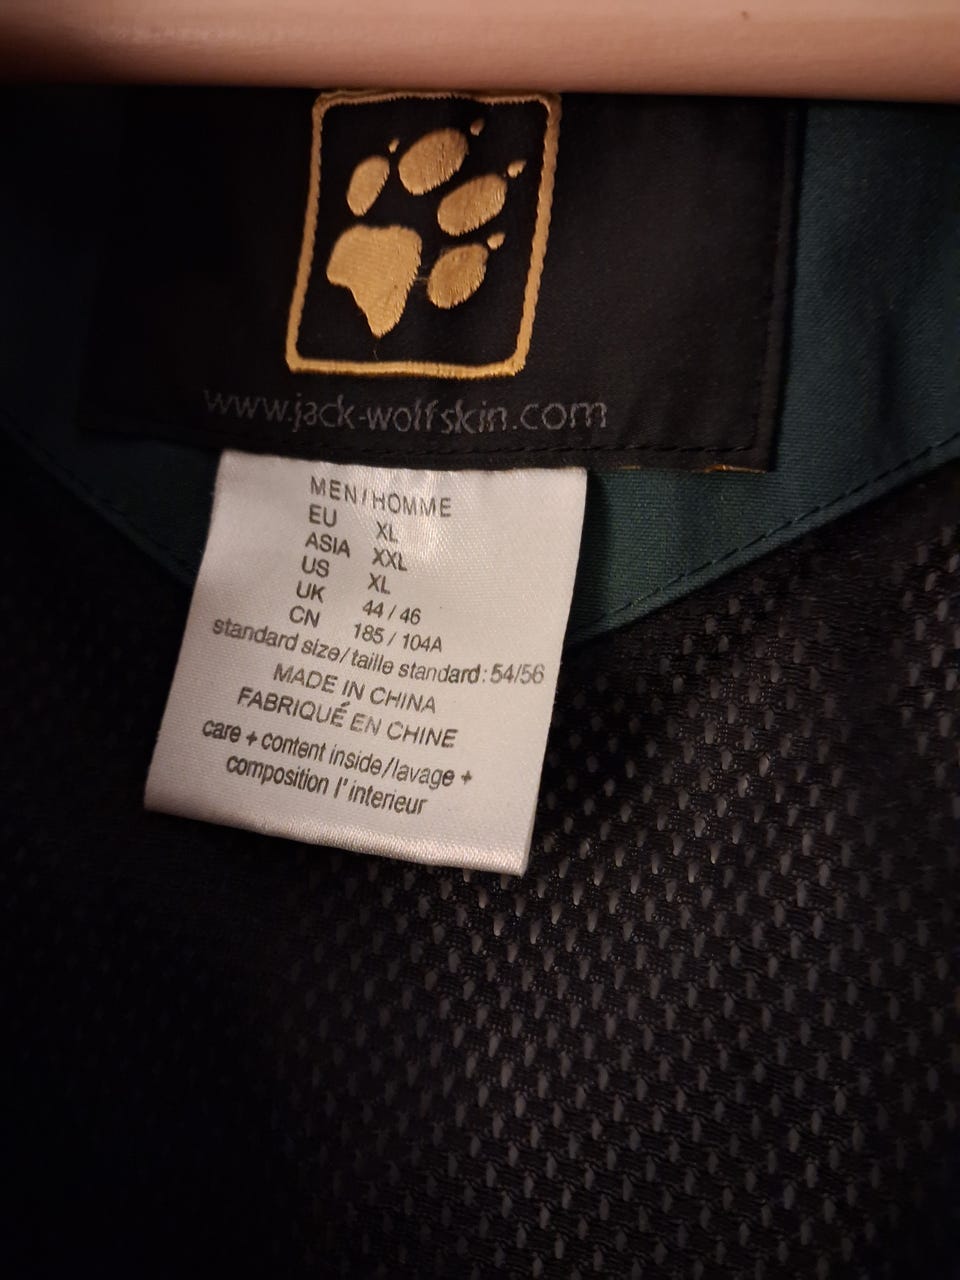 www.jack-wolfskin.com
MEN/HOMME
EU XL
ASIA XXL
US XL
UK 44/46
CN 185/104A
standard size/taille standard:54/56
MADE IN CHINA
FABRIQUÉ EN CHINE
care + content inside/lavage +
composition l'interieur